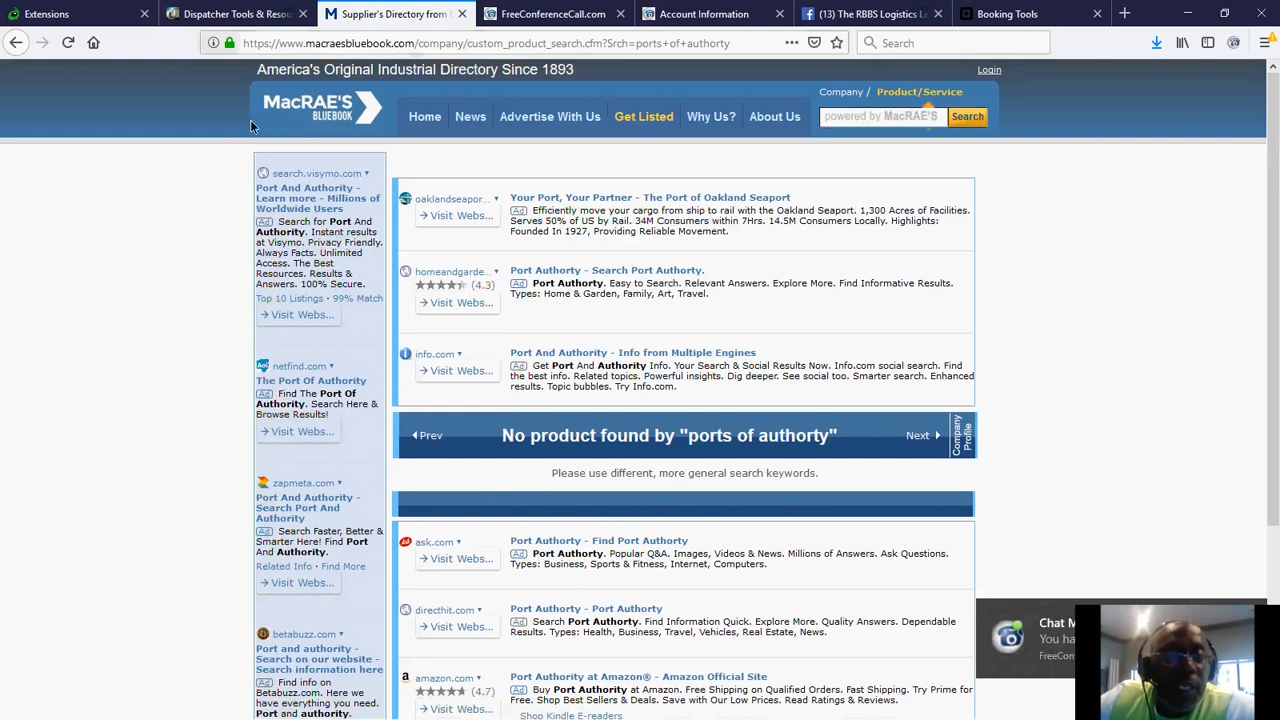 Extensions
Dispatcher Tools & Resou
Supplier's Directory from
FreeConferenceCall.com
Account Information
(13) The RBBS Logistics L
Booking Tools
https://www.macraesbluebook.com/company/custom_product_search.cfm?Srch=ports+of+authorty
Search
America's Original Industrial Directory Since 1893
Login
MacRAE'S
BLUEBOOK
Home
News
Advertise With Us
Get Listed
Why Us?
About Us
Company / Product/Service
powered by MacRAE'S
Search
search.visymo.com
Port And Authority -
Learn more - Millions of
Worldwide Users
Ad Search for Port And
Authority. Instant results
at Visymo. Privacy Friendly.
Always Facts. Unlimited
Access. The Best
Resources. Results &
Answers. 100% Secure.
Top 10 Listings · 99% Match
Visit Webs...
netfind.com
The Port Of Authority
Ad Find The Port Of
Authority. Search Here &
Browse Results!
Visit Webs...
zapmeta.com
Port And Authority -
Search Port And
Authority
Ad Search Faster, Better &
Smarter Here! Find Port
And Authority.
Related Info · Find More
Visit Webs...
betabuzz.com
Port and authority -
Search on our website -
Search information here
Ad Find info on
Betabuzz.com. Here we
have everything you need.
Port and authority.
oaklandseapor...
Visit Webs...
Your Port, Your Partner - The Port of Oakland Seaport
Ad Efficiently move your cargo from ship to rail with the Oakland Seaport. 1,300 Acres of Facilities.
Serves 50% of US by Rail. 34M Consumers within 7Hrs. 14.5M Consumers Locally. Highlights:
Founded In 1927, Providing Reliable Movement.
homeandgarde...
(4.3)
Visit Webs...
Port Authorty - Search Port Authorty.
Ad Port Authorty. Easy to Search. Relevant Answers. Explore More. Find Informative Results.
Types: Home & Garden, Family, Art, Travel.
info.com
Visit Webs...
Port And Authority - Info from Multiple Engines
Ad Get Port and Authority Info. Your Search & Social Results Now. Info.com social search. Find
the best info. Related topics. Powerful insights. Dig deeper. See social too. Smarter search. Enhanced
results. Topic bubbles. Try Info.com.
Prev
No product found by "ports of authorty"
Next
Company
Profile
Please use different, more general search keywords.
ask.com
Visit Webs...
Port Authorty - Find Port Authorty
Ad Port Authorty. Popular Q&A. Images, Videos & News. Millions of Answers. Ask Questions.
Types: Business, Sports & Fitness, Internet, Computers.
directhit.com
Visit Webs...
Port Authorty - Port Authorty
Ad Search Port Authorty. Find Information Quick. Explore More. Quality Answers. Dependable
Results. Types: Health, Business, Travel, Vehicles, Real Estate, News.
amazon.com
(4.7)
Visit Webs...
Port Authorty at Amazon® - Amazon Official Site
Ad Buy Port Authorty at Amazon. Free Shipping on Qualified Orders. Fast Shipping. Try Prime for
Free. Shop Best Sellers & Deals. Save with Our Low Prices. Read Ratings & Reviews.
Shop Kindle E-readers
Chat M
You ha
FreeCon